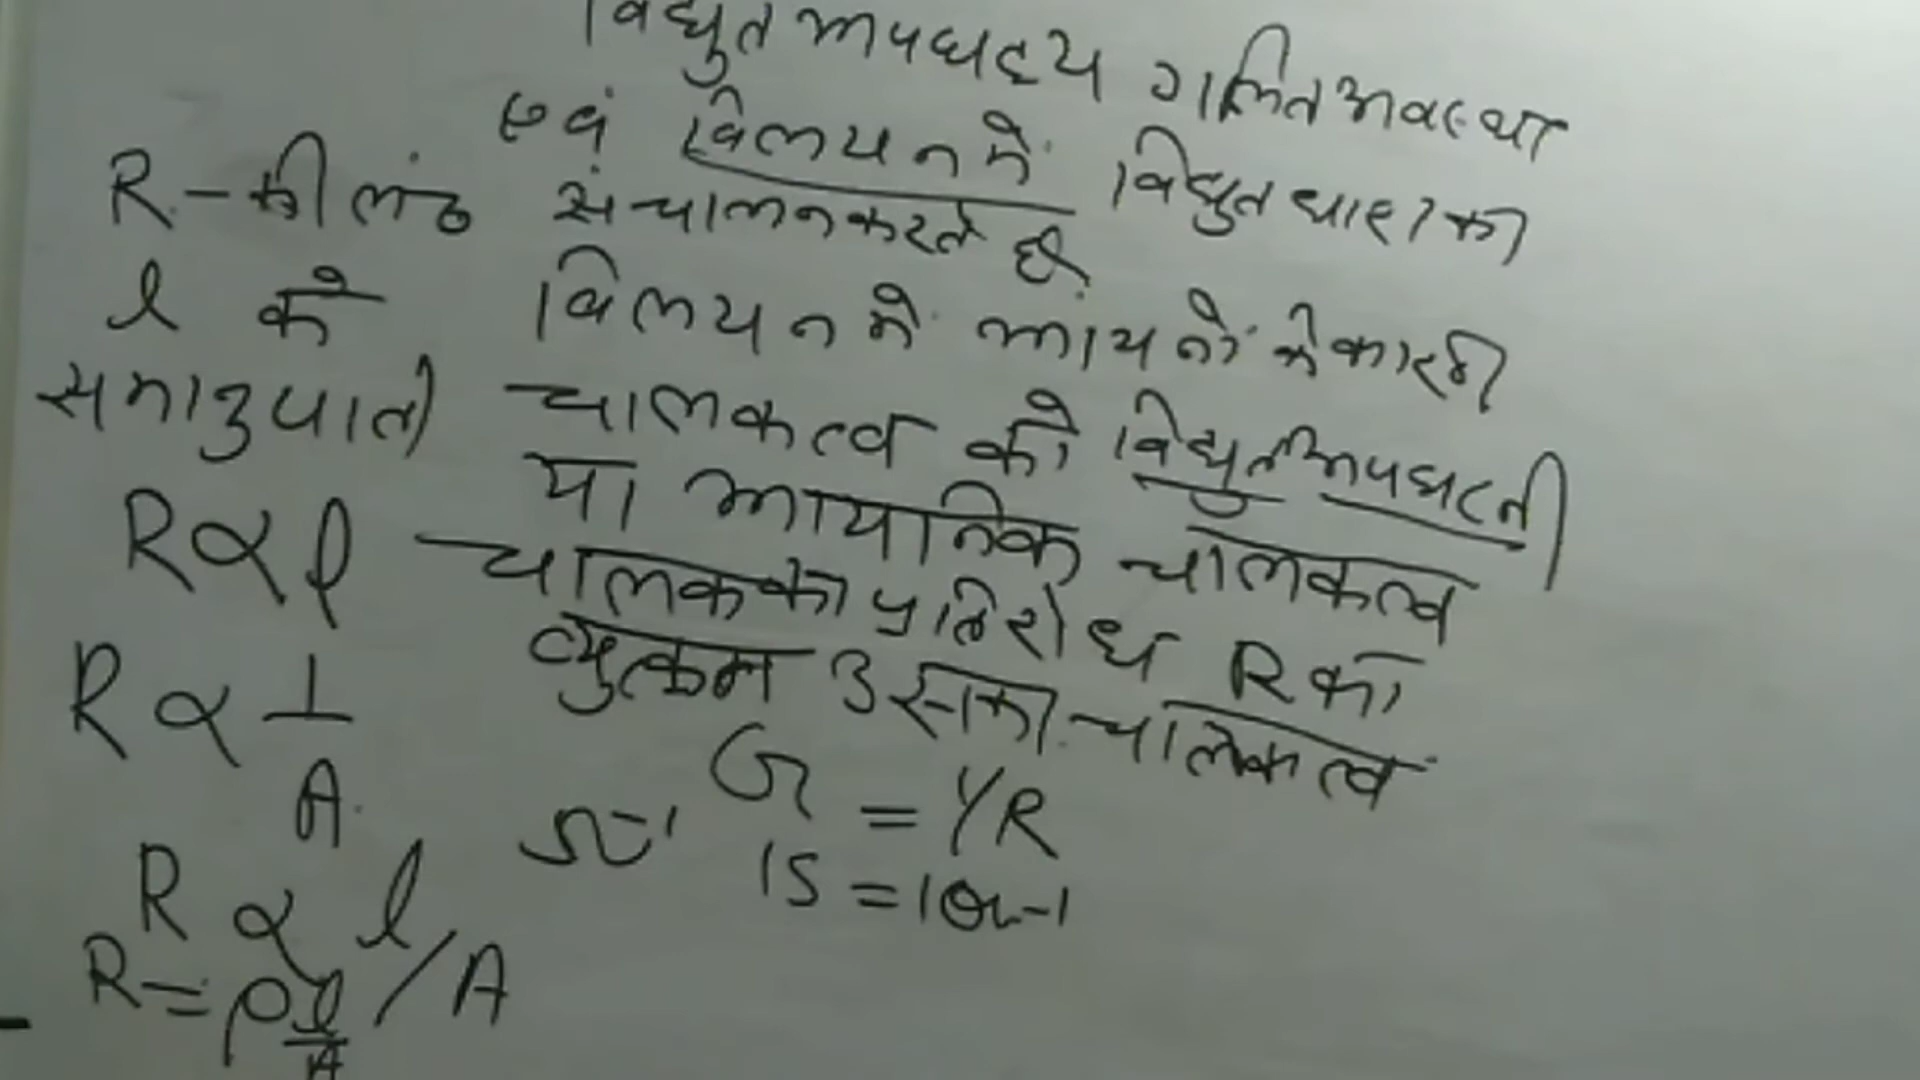 विद्युत अपघट्य गलित अवस्था
एवं विलयन में विद्युत धारा का
संचालन करते हैं
विलयन में आयनों के कारण
चालकत्व को विद्युत अपघटनी
या आयनिक चालकत्व
चालक के प्रतिरोध R का
व्युत्क्रम उसका चालकत्व
G = 1/R
Ω-1
1S = 1Ω-1
R - की लं
l के
समानुपाती
R ∝ l
R ∝ 1/A
R ∝ l/A
R = ρ l/A